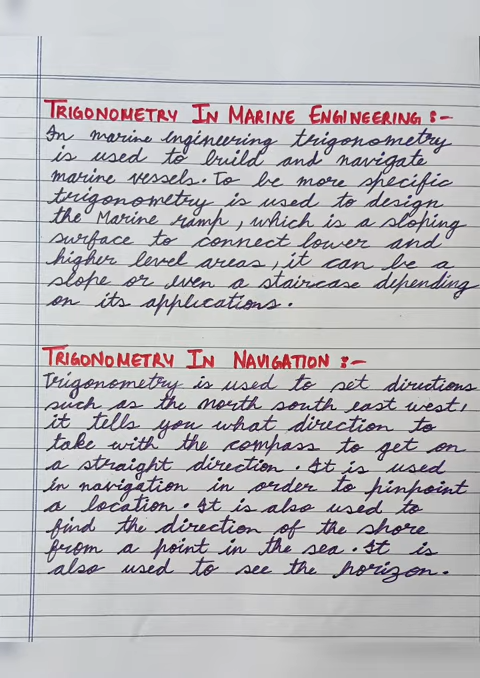 TRIGONOMETRY IN MARINE ENGINEERING :-
In marine engineering trigonometry
is used to build and navigate
marine vessels. To be more specific
trigonometry is used to design
the Marine ramp, which is a sloping
surface to connect lower and
higher level areas, it can be a
slope or even a staircase depending
on its applications.
TRIGONOMETRY IN NAVIGATION :-
Trigonometry is used to set directions
such as the north south east west,
it tells you what direction to
take with the compass to get on
a straight direction. It is used
in navigation in order to pinpoint
a location. It is also used to
find the direction of the shore
from a point in the sea. It is
also used to see the horizon.